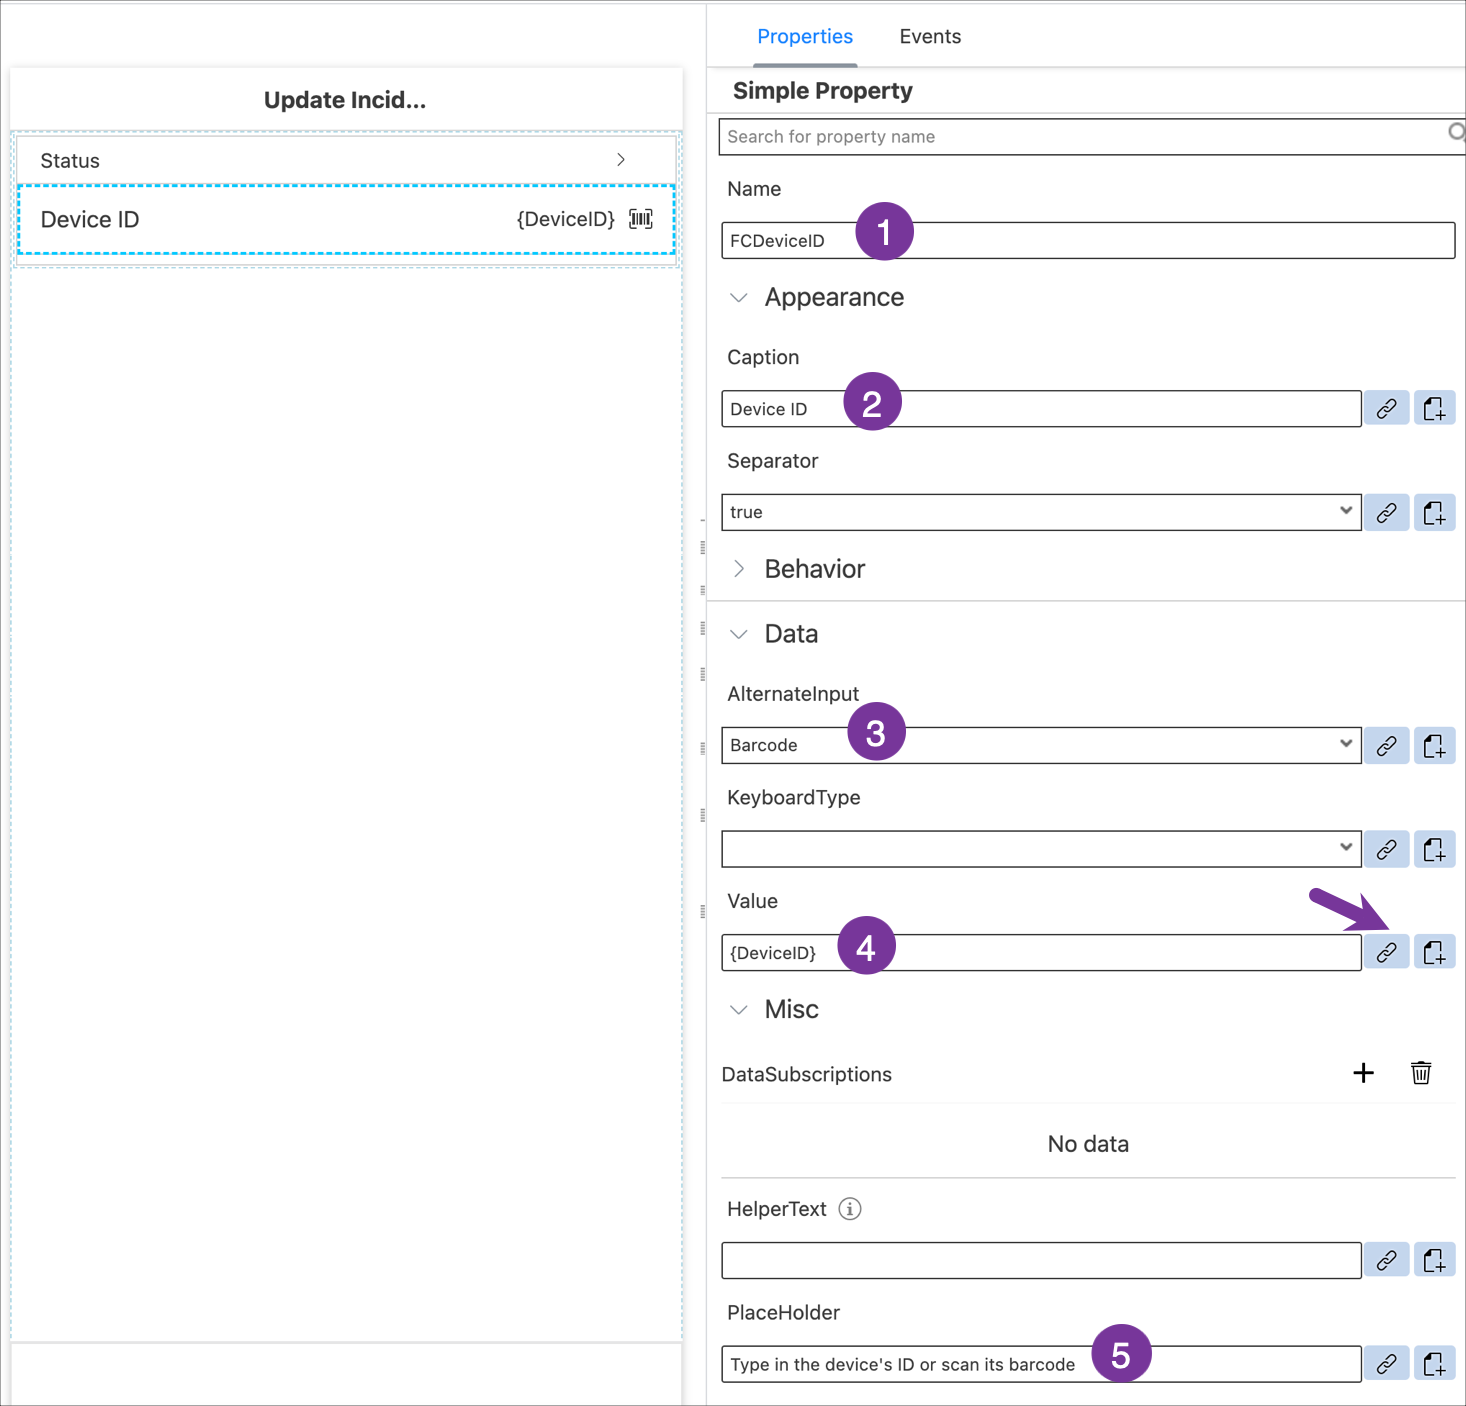 Properties
Events
Update Incid...
Simple Property
Search for property name
Status
Device ID
{DeviceID}
Name
FCDeviceID
1
Appearance
Caption
Device ID
2
Separator
true
Behavior
Data
AlternateInput
Barcode
3
KeyboardType
Value
{DeviceID}
4
Misc
DataSubscriptions
No data
HelperText
PlaceHolder
Type in the device's ID or scan its barcode
5